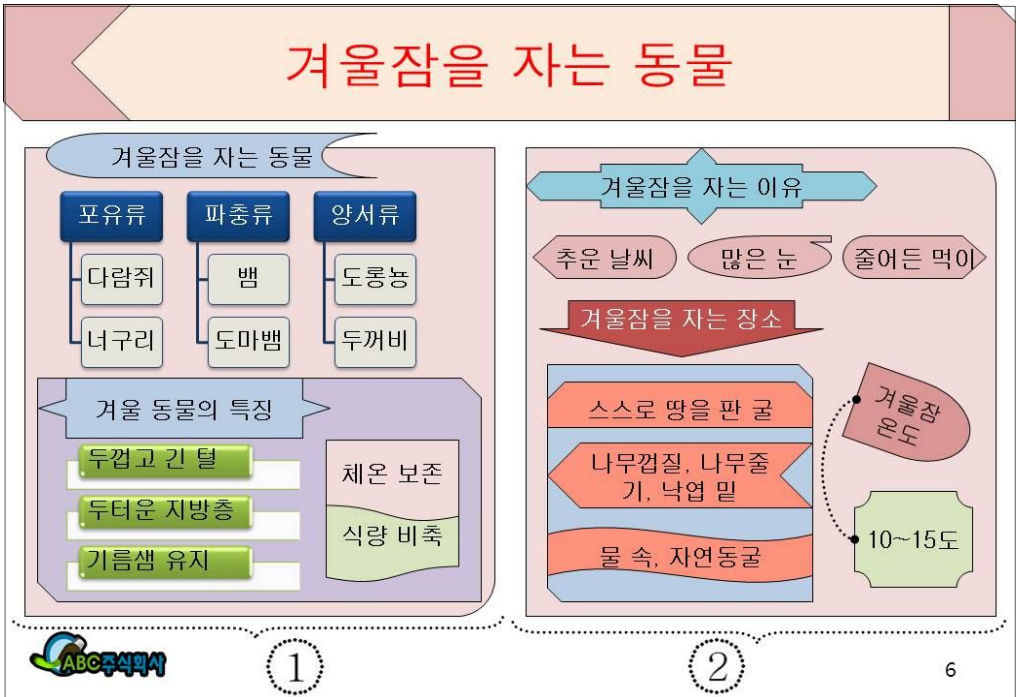 겨울잠을 자는 동물
겨울잠을 자는 동물
포유류
다람쥐
너구리
파충류
뱀
도마뱀
양서류
도롱뇽
두꺼비
겨울 동물의 특징
두껍고 긴 털
두터운 지방층
기름샘 유지
체온 보존
식량 비축
1
겨울잠을 자는 이유
추운 날씨
많은 눈
줄어든 먹이
겨울잠을 자는 장소
스스로 땅을 판 굴
나무껍질, 나무줄
기, 낙엽 밑
물 속, 자연동굴
겨울잠
온도
10~15도
2
ABC주식회사
6